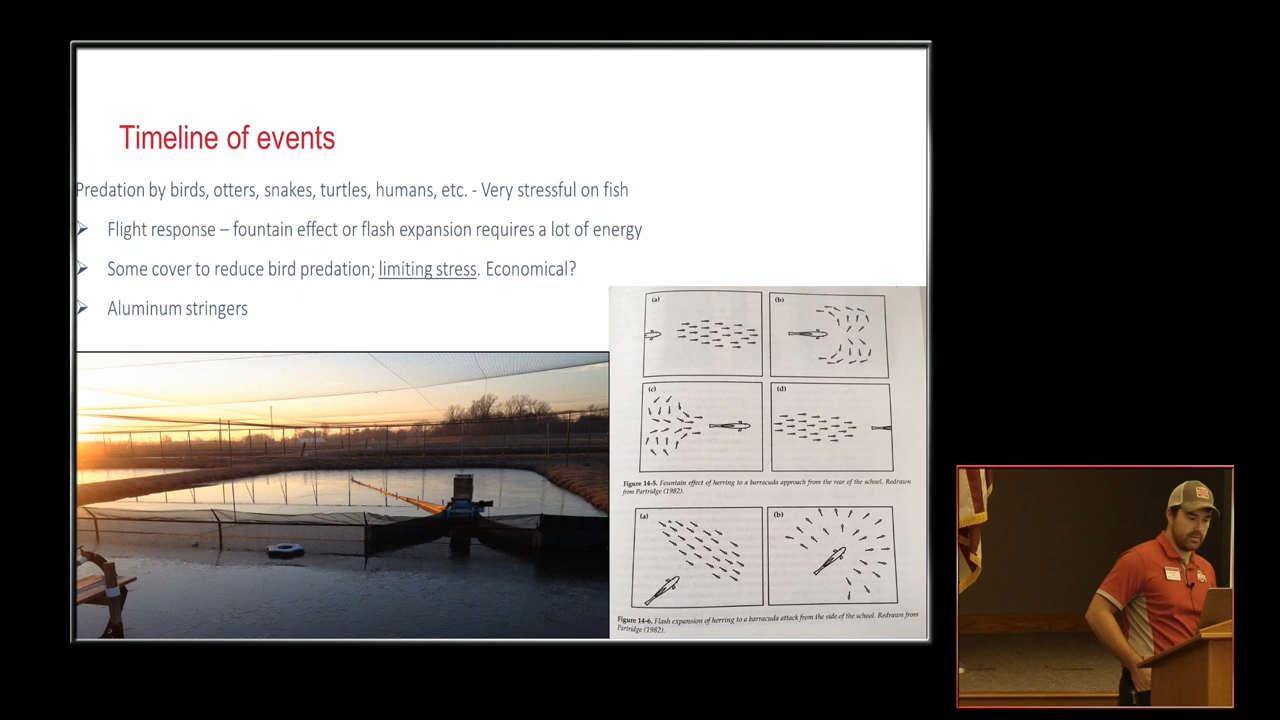 Timeline of events
Predation by birds, otters, snakes, turtles, humans, etc. - Very stressful on fish
Flight response – fountain effect or flash expansion requires a lot of energy
Some cover to reduce bird predation; limiting stress. Economical?
Aluminum stringers
(a)
(b)
(c)
(d)
Figure 14-5. Fountain effect of herring to a barracuda approach from the rear of the school. Redrawn
from Partridge (1982).
(a)
(b)
Figure 14-6. Flash expansion of herring to a barracuda attack from the side of the school. Redrawn from
Partridge (1982).